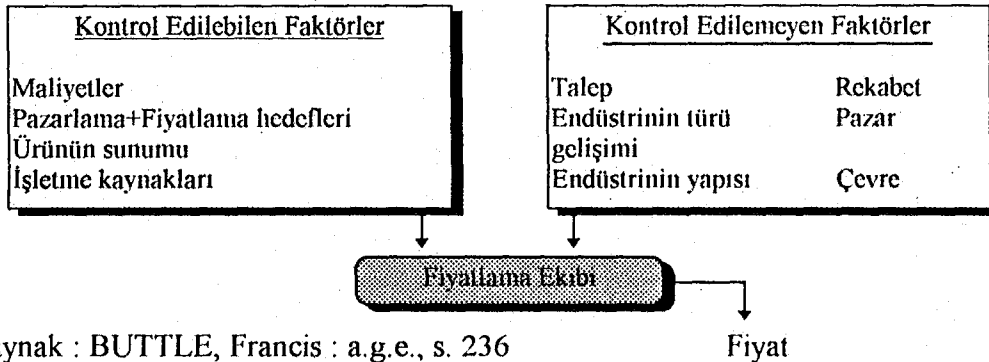 Kontrol Edilebilen Faktörler
Maliyetler
Pazarlama+Fiyatlama hedefleri
Ürünün sunumu
İşletme kaynakları
Kontrol Edilemeyen Faktörler
Talep Rekabet
Endüstrinin türü Pazar
gelişimi
Endüstrinin yapısı Çevre
Fiyatlama Ekibi
aynak : BUTTLE, Francis : a.g.e., s. 236 Fiyat